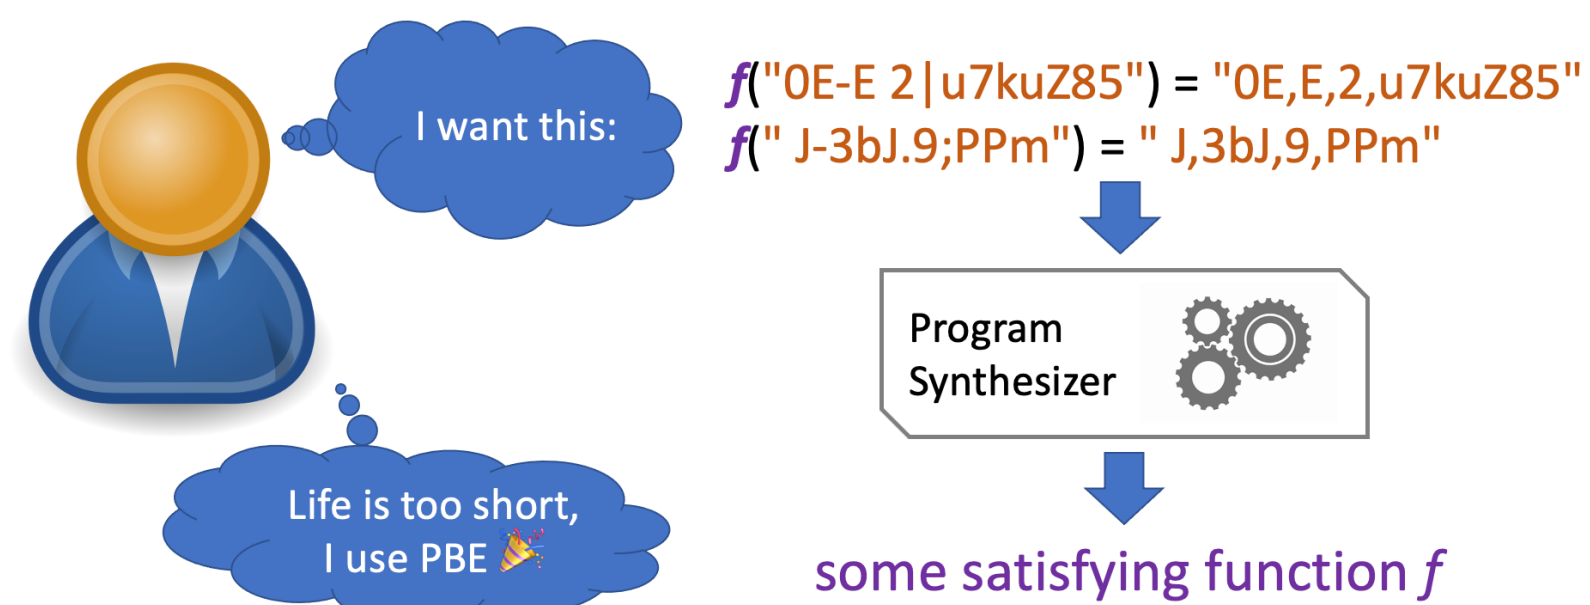 I want this:
f("0E-E 2|u7kuZ85") = "0E,E,2,u7kuZ85"
f(" J-3bJ.9;PPm") = " J,3bJ,9,PPm"
Program
Synthesizer
Life is too short,
I use PBE 🎉
some satisfying function f